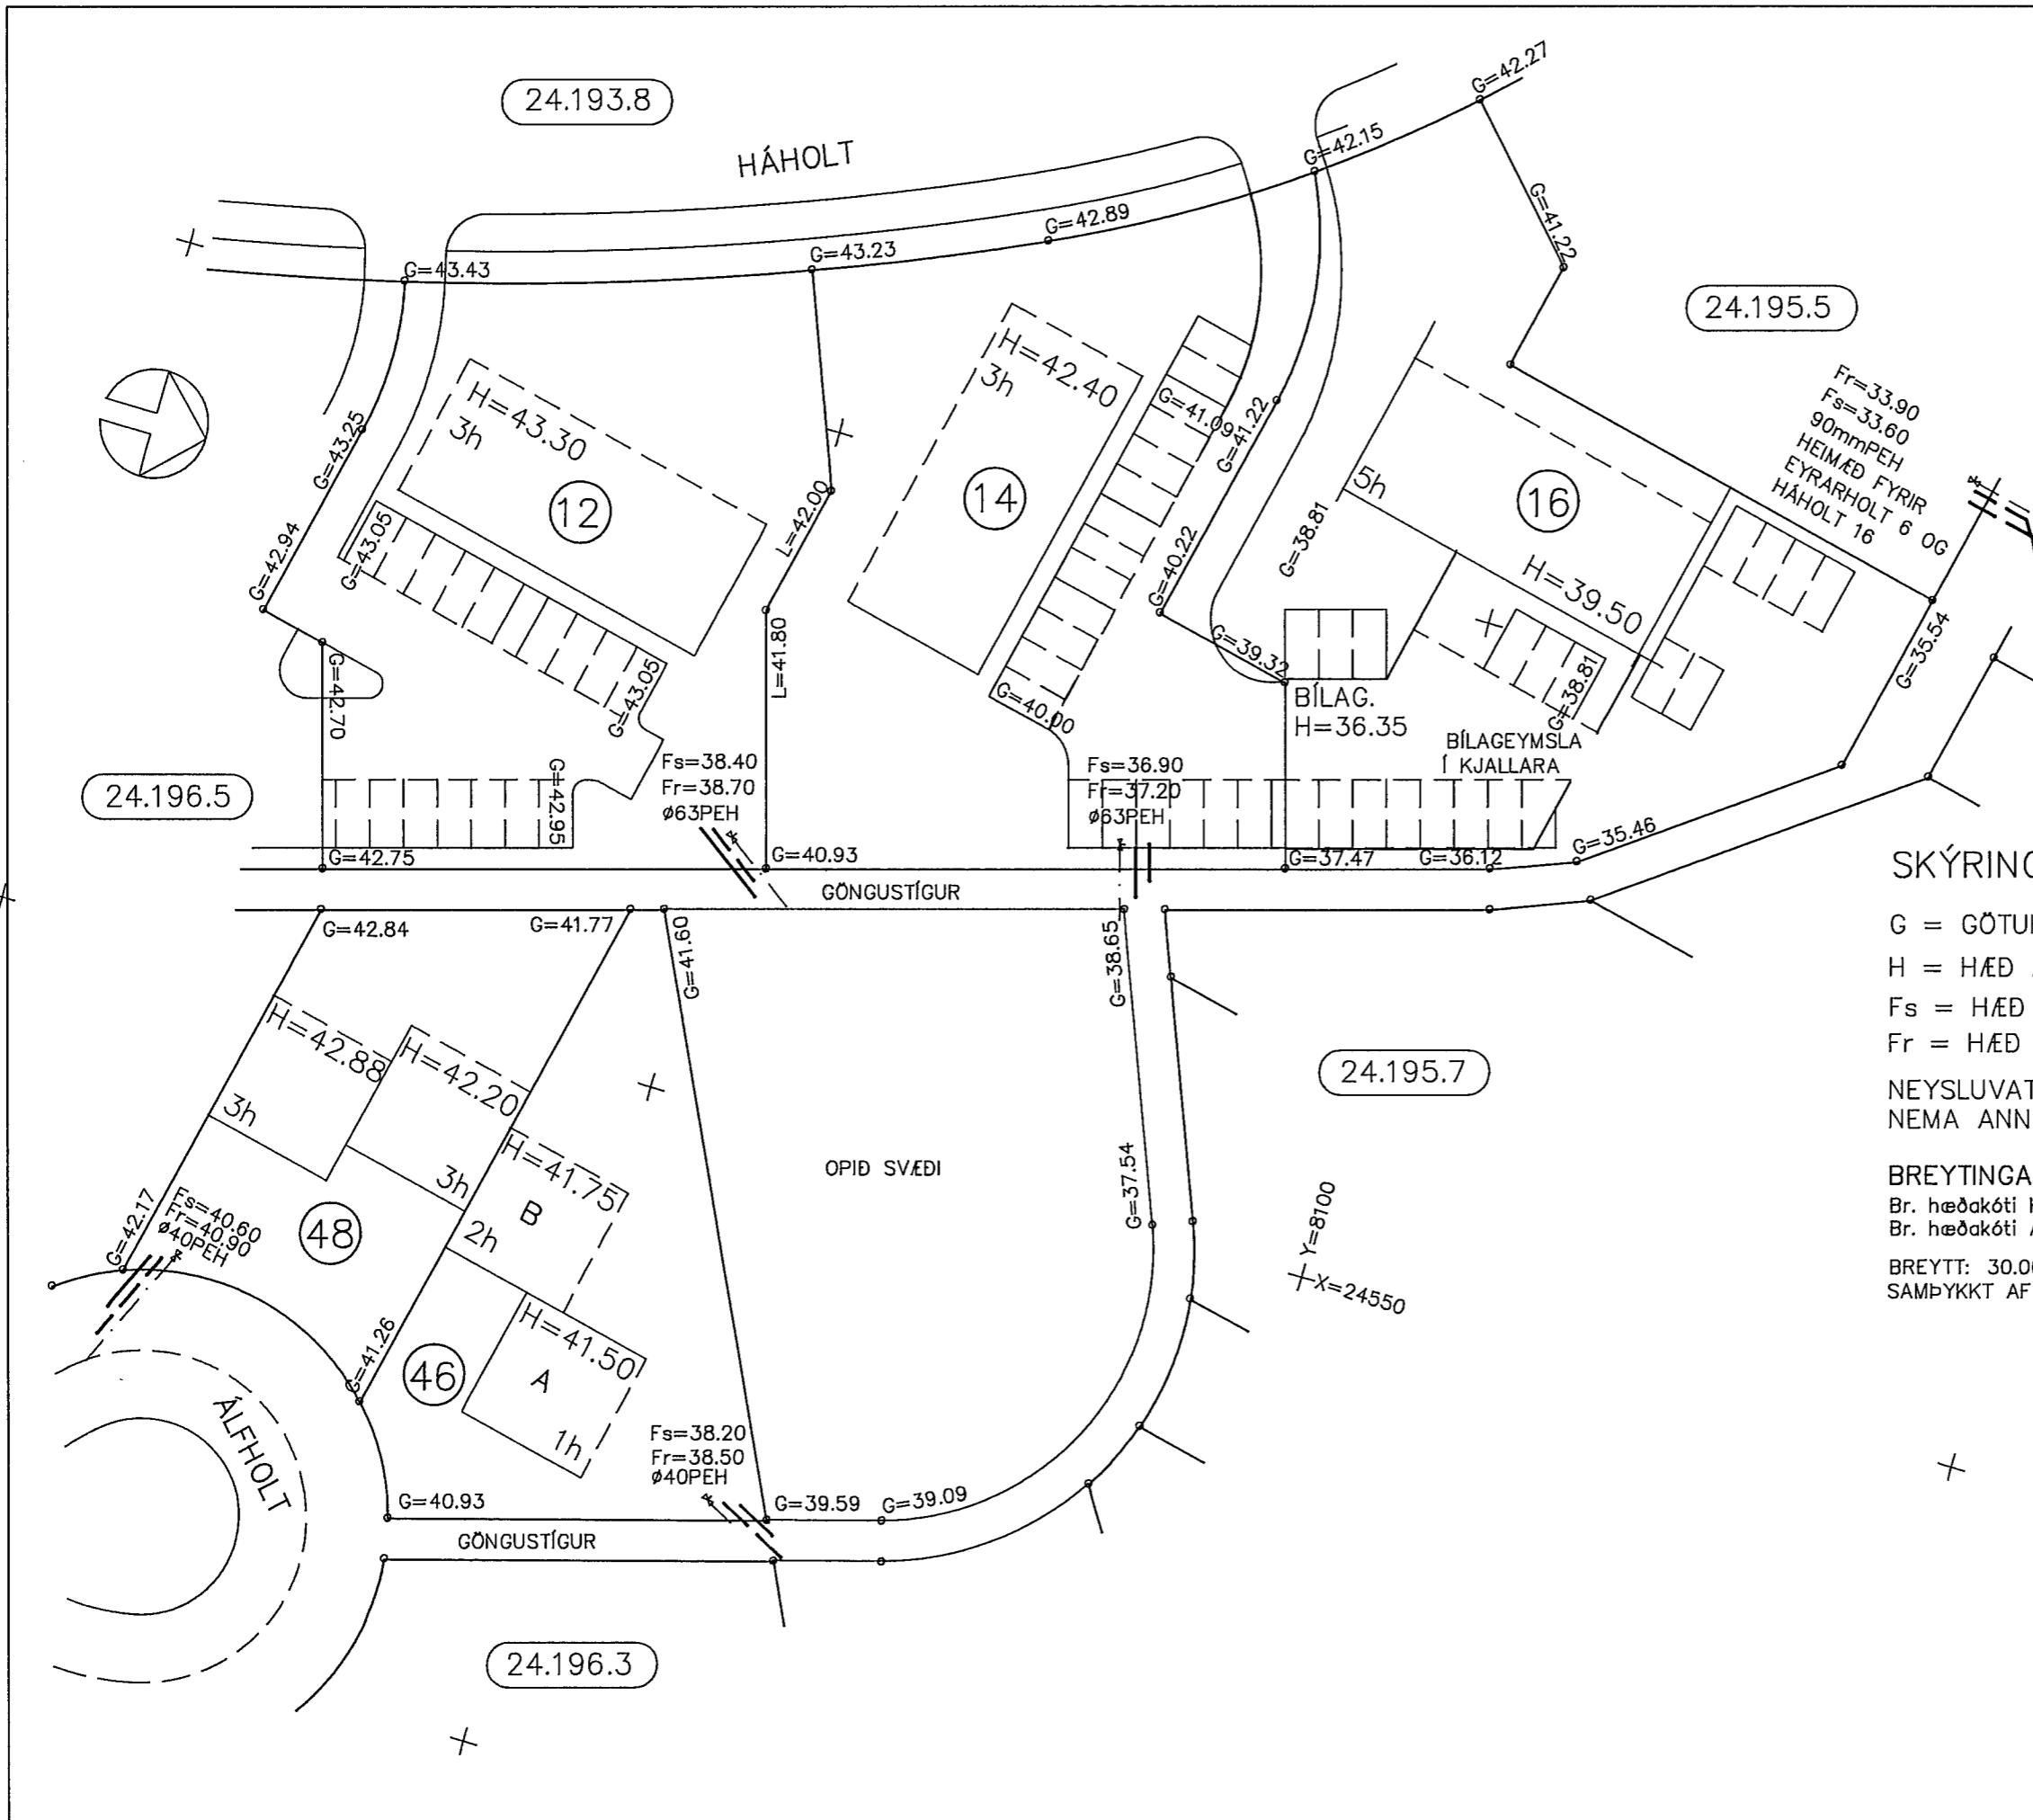 24.193.8
HÁHOLT
G=42.27
G=42.15
G=42.89
G=43.23
G=43.43
G=41.22
24.195.5
H=43.30
3h
12
G=43.25
G=42.94
G=43.05
G=43.05
L=42.00
L=41.80
H=42.40
3h
14
G=41.09
G=41.22
G=40.22
G=39.32
G=40.00
G=38.81
5h
16
H=39.50
G=38.81
Fr=33.90
Fs=33.60
90mmPEH
HEIMÆÐ FYRIR
EYRARHOLT 6 OG
HÁHOLT 16
G=35.54
BÍLAG.
H=36.35
BÍLAGEYMSLA
Í KJALLARA
G=42.70
G=42.95
24.196.5
Fs=38.40
Fr=38.70
ø63PEH
Fs=36.90
Fr=37.20
ø63PEH
G=42.75
G=40.93
G=37.47
G=36.12
G=35.46
GÖNGUSTÍGUR
G=42.84
G=41.77
G=41.60
G=38.65
SKÝRING
G = GÖTU
H = HÆÐ
Fs = HÆÐ
Fr = HÆÐ
NEYSLUVAT
NEMA ANN
BREYTINGA
Br. hæðakóti
Br. hæðakóti
BREYTT: 30.0
SAMÞYKKT AF
24.195.7
H=42.88
3h
H=42.20
3h
48
H=41.75
B
2h
OPIÐ SVÆÐI
G=37.54
Y=8100
X=24550
G=42.17
Fs=40.60
Fr=40.90
ø40PEH
G=41.26
46
H=41.50
A
1h
ÁLFHOLT
Fs=38.20
Fr=38.50
ø40PEH
G=40.93
G=39.59
G=39.09
GÖNGUSTÍGUR
24.196.3